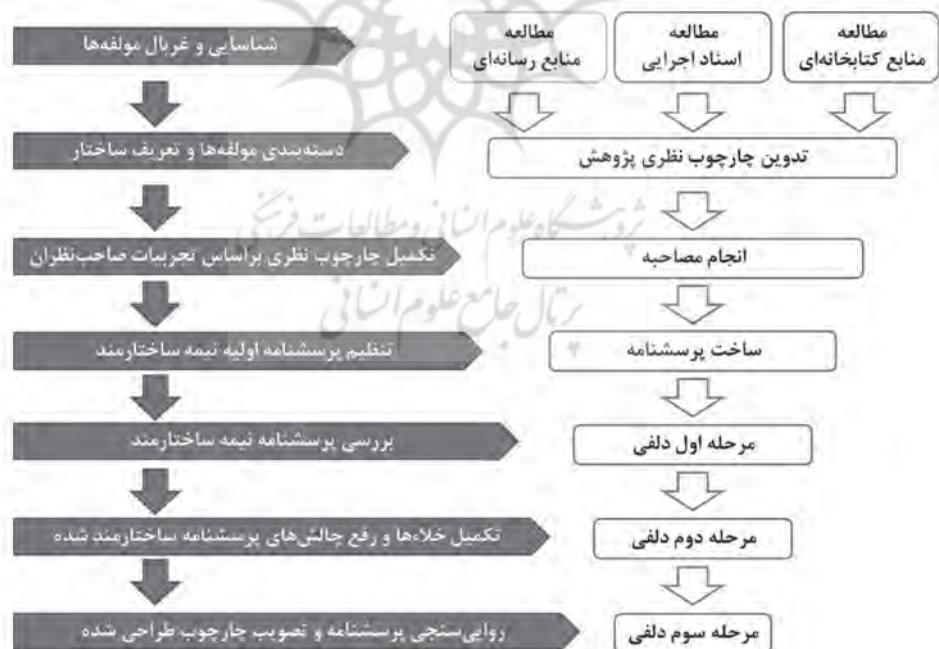 مطالعه
منابع کتابخانه‌ای
مطالعه
اسناد اجرایی
مطالعه
منابع رسانه‌ای
شناسایی و غربال مولفه‌ها
تدوین چارچوب نظری پژوهش
دسته‌بندی مولفه‌ها و تعریف ساختار
پژوهشگاه علوم انسانی و مطالعات فرهنگی
انجام مصاحبه
تکمیل چارچوب نظری براساس تجربیات صاحب‌نظران
پرتال جامع علوم انسانی
ساخت پرسشنامه
تنظیم پرسشنامه اولیه نیمه ساختارمند
مرحله اول دلفی
بررسی پرسشنامه نیمه ساختارمند
مرحله دوم دلفی
تکمیل خلاءها و رفع چالش‌های پرسشنامه ساختارمند شده
مرحله سوم دلفی
روایی‌سنجی پرسشنامه و تصویب چارچوب طراحی شده